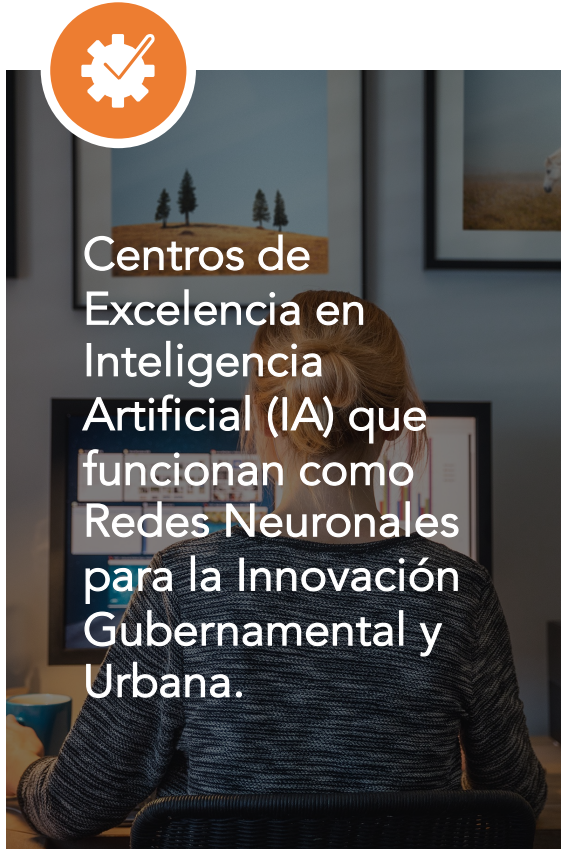 Centros de
Excelencia en
Inteligencia
Artificial (IA) que
funcionan como
Redes Neuronales
para la Innovación
Gubernamental y
Urbana.